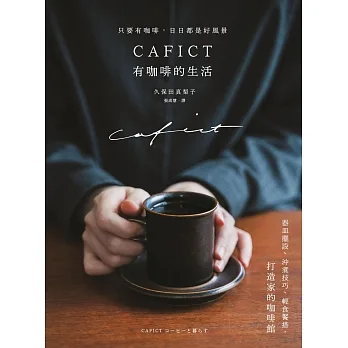 只要有咖啡，日日都是好風景
CAFICT
有咖啡的生活
久保田真梨子
cafict
器皿擺設、沖煮技巧、輕食餐搭，
打造家的咖啡館
CAFICT コーヒーと暮らす